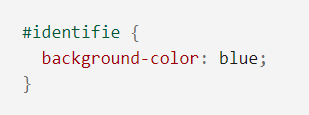 #identifie {
  background-color: blue;
}